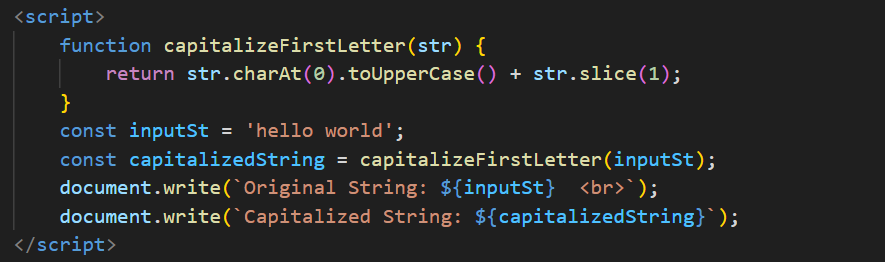 <script>
    function capitalizeFirstLetter(str) {
        return str.charAt(0).toUpperCase() + str.slice(1);
    }
    const inputSt = 'hello world';
    const capitalizedString = capitalizeFirstLetter(inputSt);
    document.write(`Original String: ${inputSt}  <br>`);
    document.write(`Capitalized String: ${capitalizedString}`);
</script>